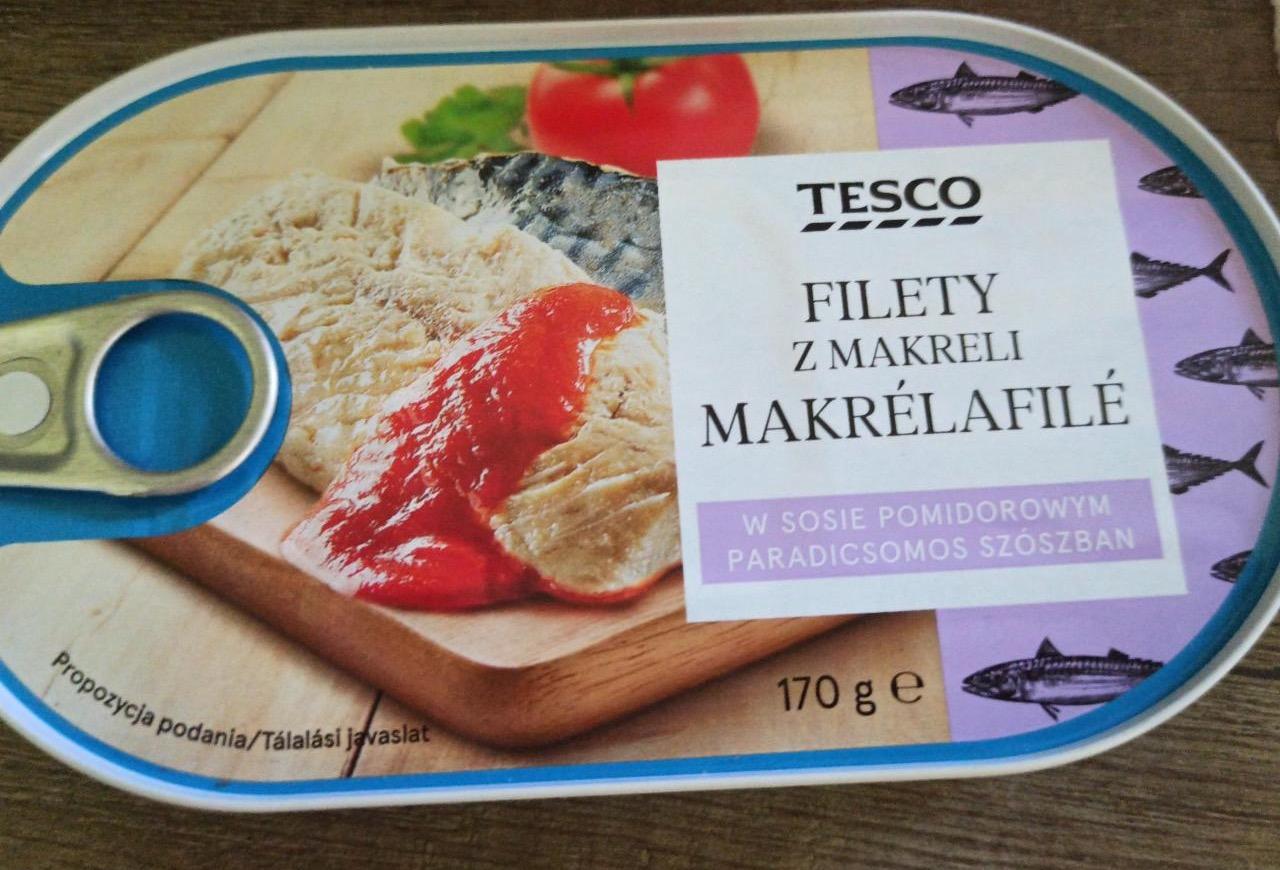 TESCO
FILETY
Z MAKRELI
MAKRÉLAFILÉ
W SOSIE POMIDOROWYM
PARADICSOMOS SZÓSZBAN
170 g e
Propozycja podania/Tálalási javaslat